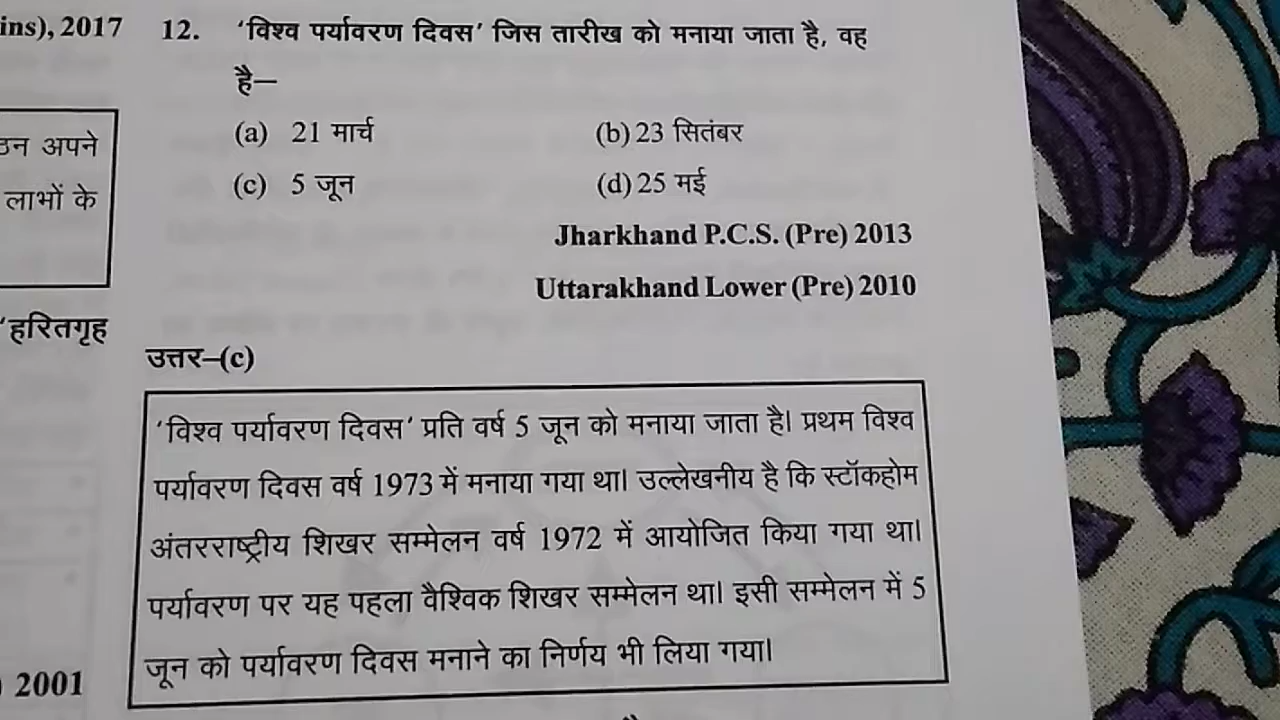 ins), 2017
उन अपने
लाभों के
'हरितगृह
2001
12. 'विश्व पर्यावरण दिवस' जिस तारीख को मनाया जाता है, वह
है—
(a) 21 मार्च (b) 23 सितंबर
(c) 5 जून (d) 25 मई
Jharkhand P.C.S. (Pre) 2013
Uttarakhand Lower (Pre) 2010
उत्तर—(c)
'विश्व पर्यावरण दिवस' प्रति वर्ष 5 जून को मनाया जाता है। प्रथम विश्व
पर्यावरण दिवस वर्ष 1973 में मनाया गया था। उल्लेखनीय है कि स्टॉकहोम
अंतरराष्ट्रीय शिखर सम्मेलन वर्ष 1972 में आयोजित किया गया था।
पर्यावरण पर यह पहला वैश्विक शिखर सम्मेलन था। इसी सम्मेलन में 5
जून को पर्यावरण दिवस मनाने का निर्णय भी लिया गया।